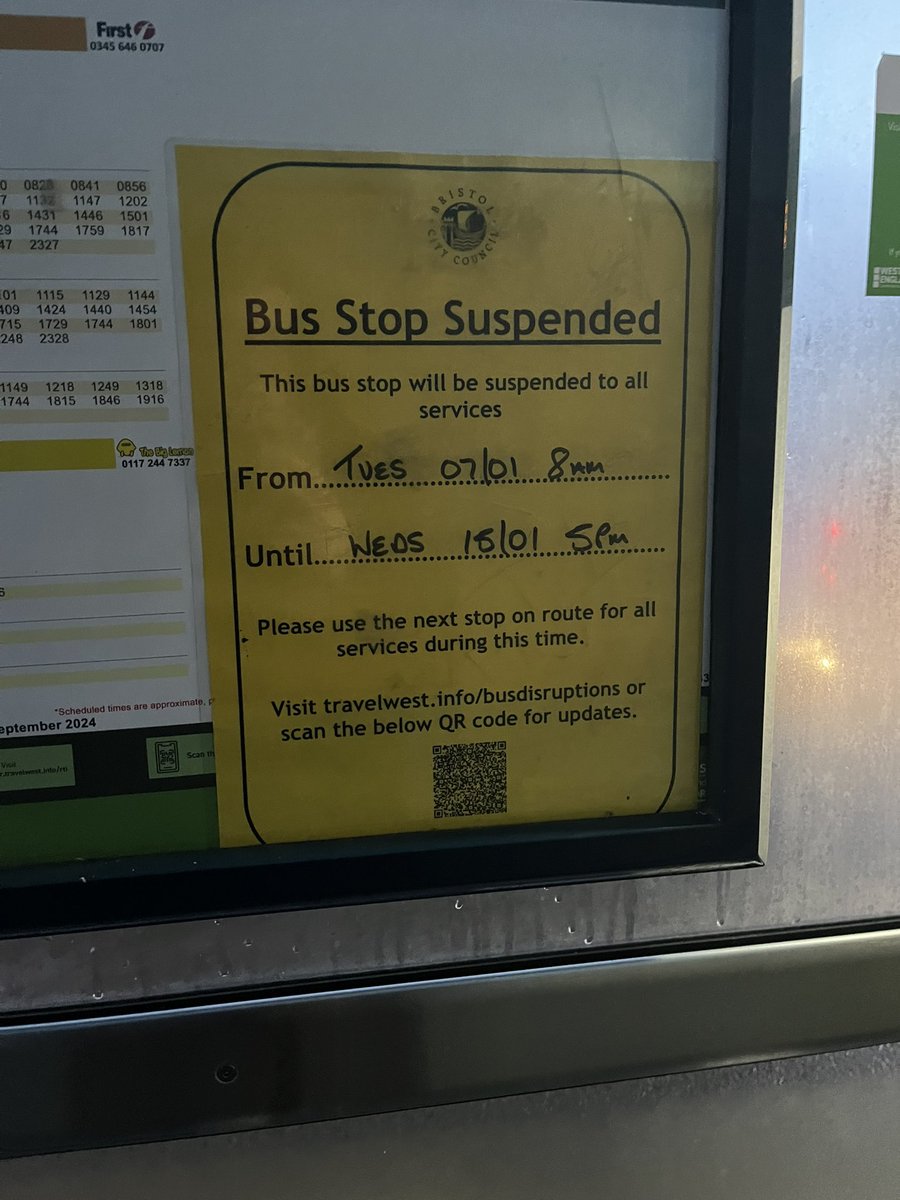 First
0345 646 0707
0841 0856
1147 1202
1431 1446 1501
1744 1759 1817
2327
1115 1129 1144
1424 1440 1454
1729 1744 1801
2328
1149 1218 1249 1318
1744 1815 1846 1916
The Big Lemon
0117 244 7337
*Scheduled times are approximate,
2024
Visit
Scan
BRISTOL
CITY COUNCIL
Bus Stop Suspended
This bus stop will be suspended to all
services
From....TUES 07/01 8am
Until....WEDS 15/01 5pm
Please use the next stop on route for all
services during this time.
Visit travelwest.info/busdisruptions or
scan the below QR code for updates.